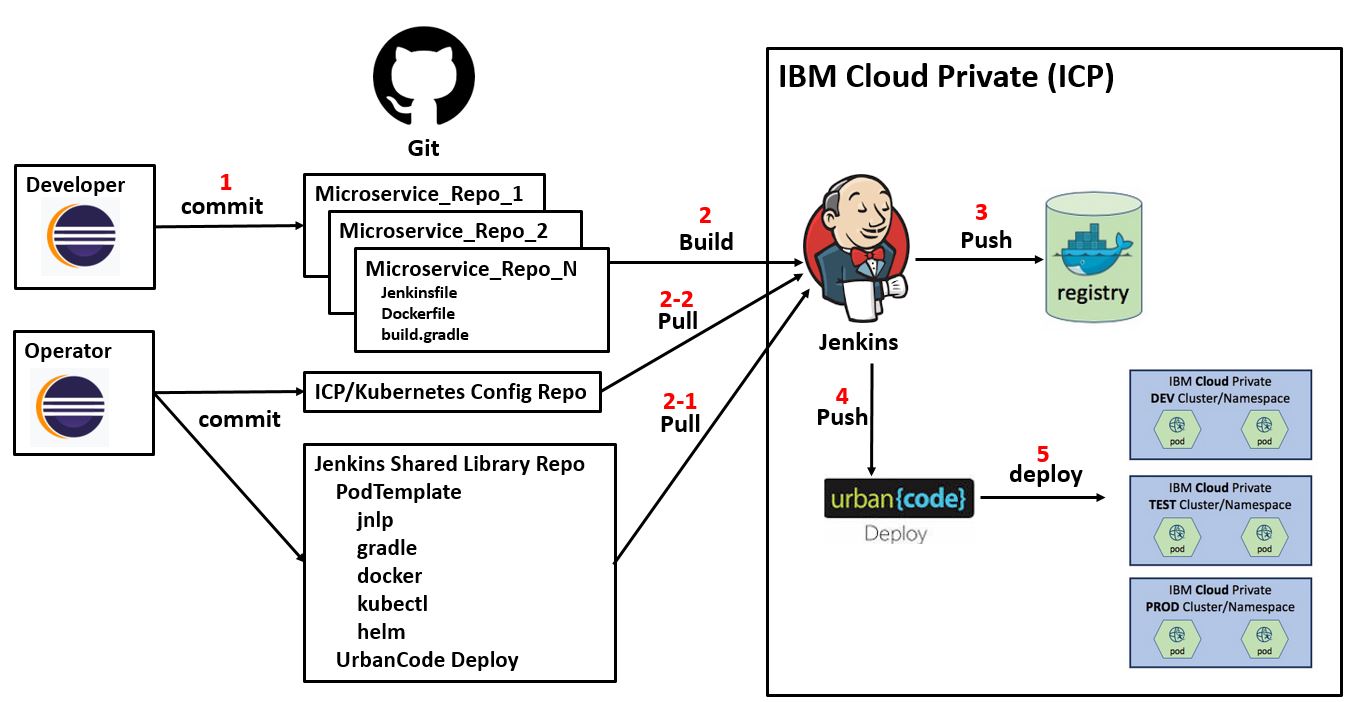 Git
Developer
1
commit
Microservice_Repo_1
Microservice_Repo_2
Microservice_Repo_N
Jenkinsfile
Dockerfile
build.gradle
Operator
commit
ICP/Kubernetes Config Repo
Jenkins Shared Library Repo
PodTemplate
jnlp
gradle
docker
kubectl
helm
UrbanCode Deploy
2
Build
2-2
Pull
2-1
Pull
IBM Cloud Private (ICP)
Jenkins
3
Push
registry
4
Push
urban{code}
Deploy
5
deploy
IBM Cloud Private
DEV Cluster/Namespace
pod
pod
IBM Cloud Private
TEST Cluster/Namespace
pod
pod
IBM Cloud Private
PROD Cluster/Namespace
pod
pod